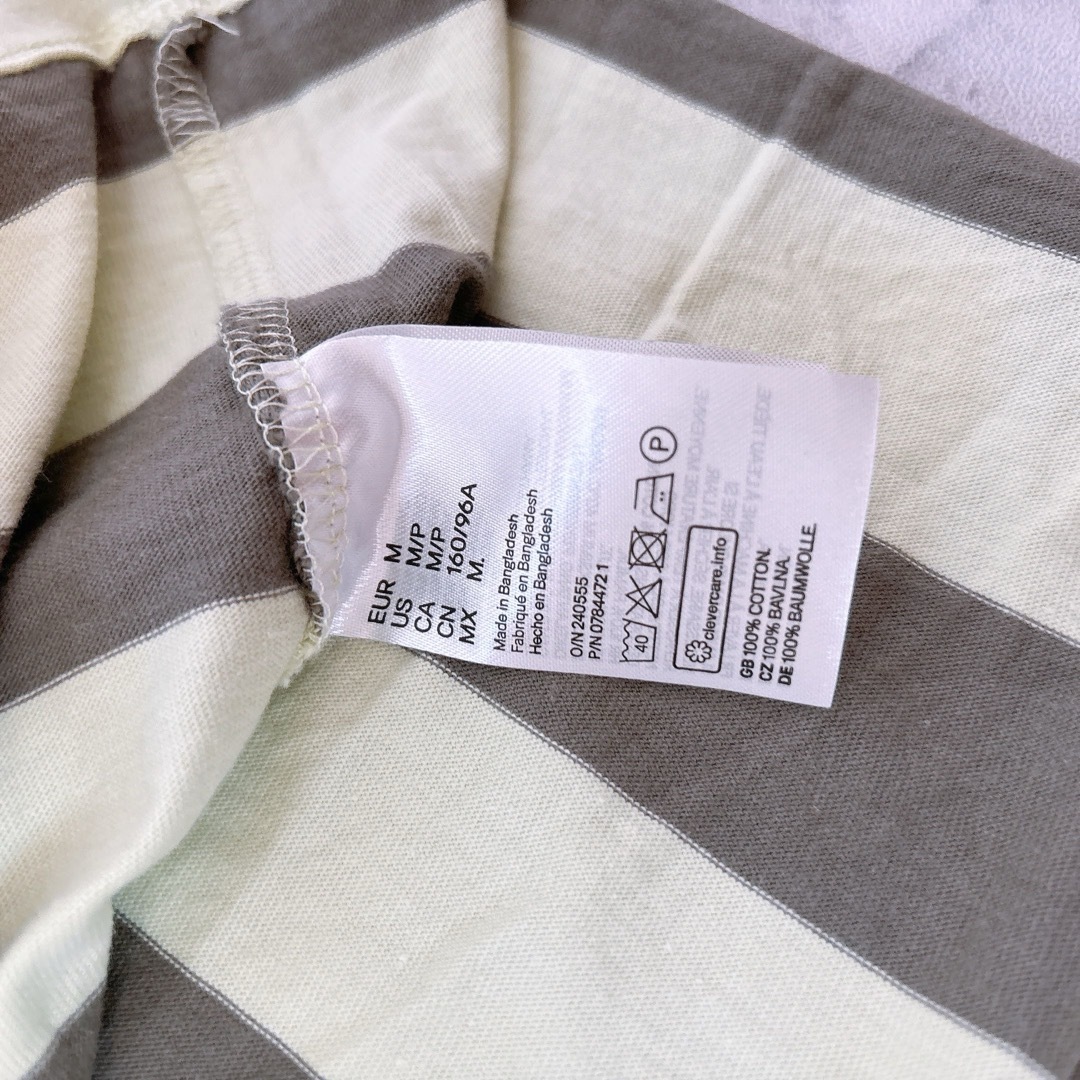 EUR M
US M/P
CA M/P
CN 160/96A
MX M.
Made in Bangladesh
Fabriqué en Bangladesh
Hecho en Bangladesh
O/N 240555
P/N 07844721
40 P
clevercare.info
GB 100% COTTON.
CZ 100% BAVLNA.
DE 100% BAUMWOLLE.